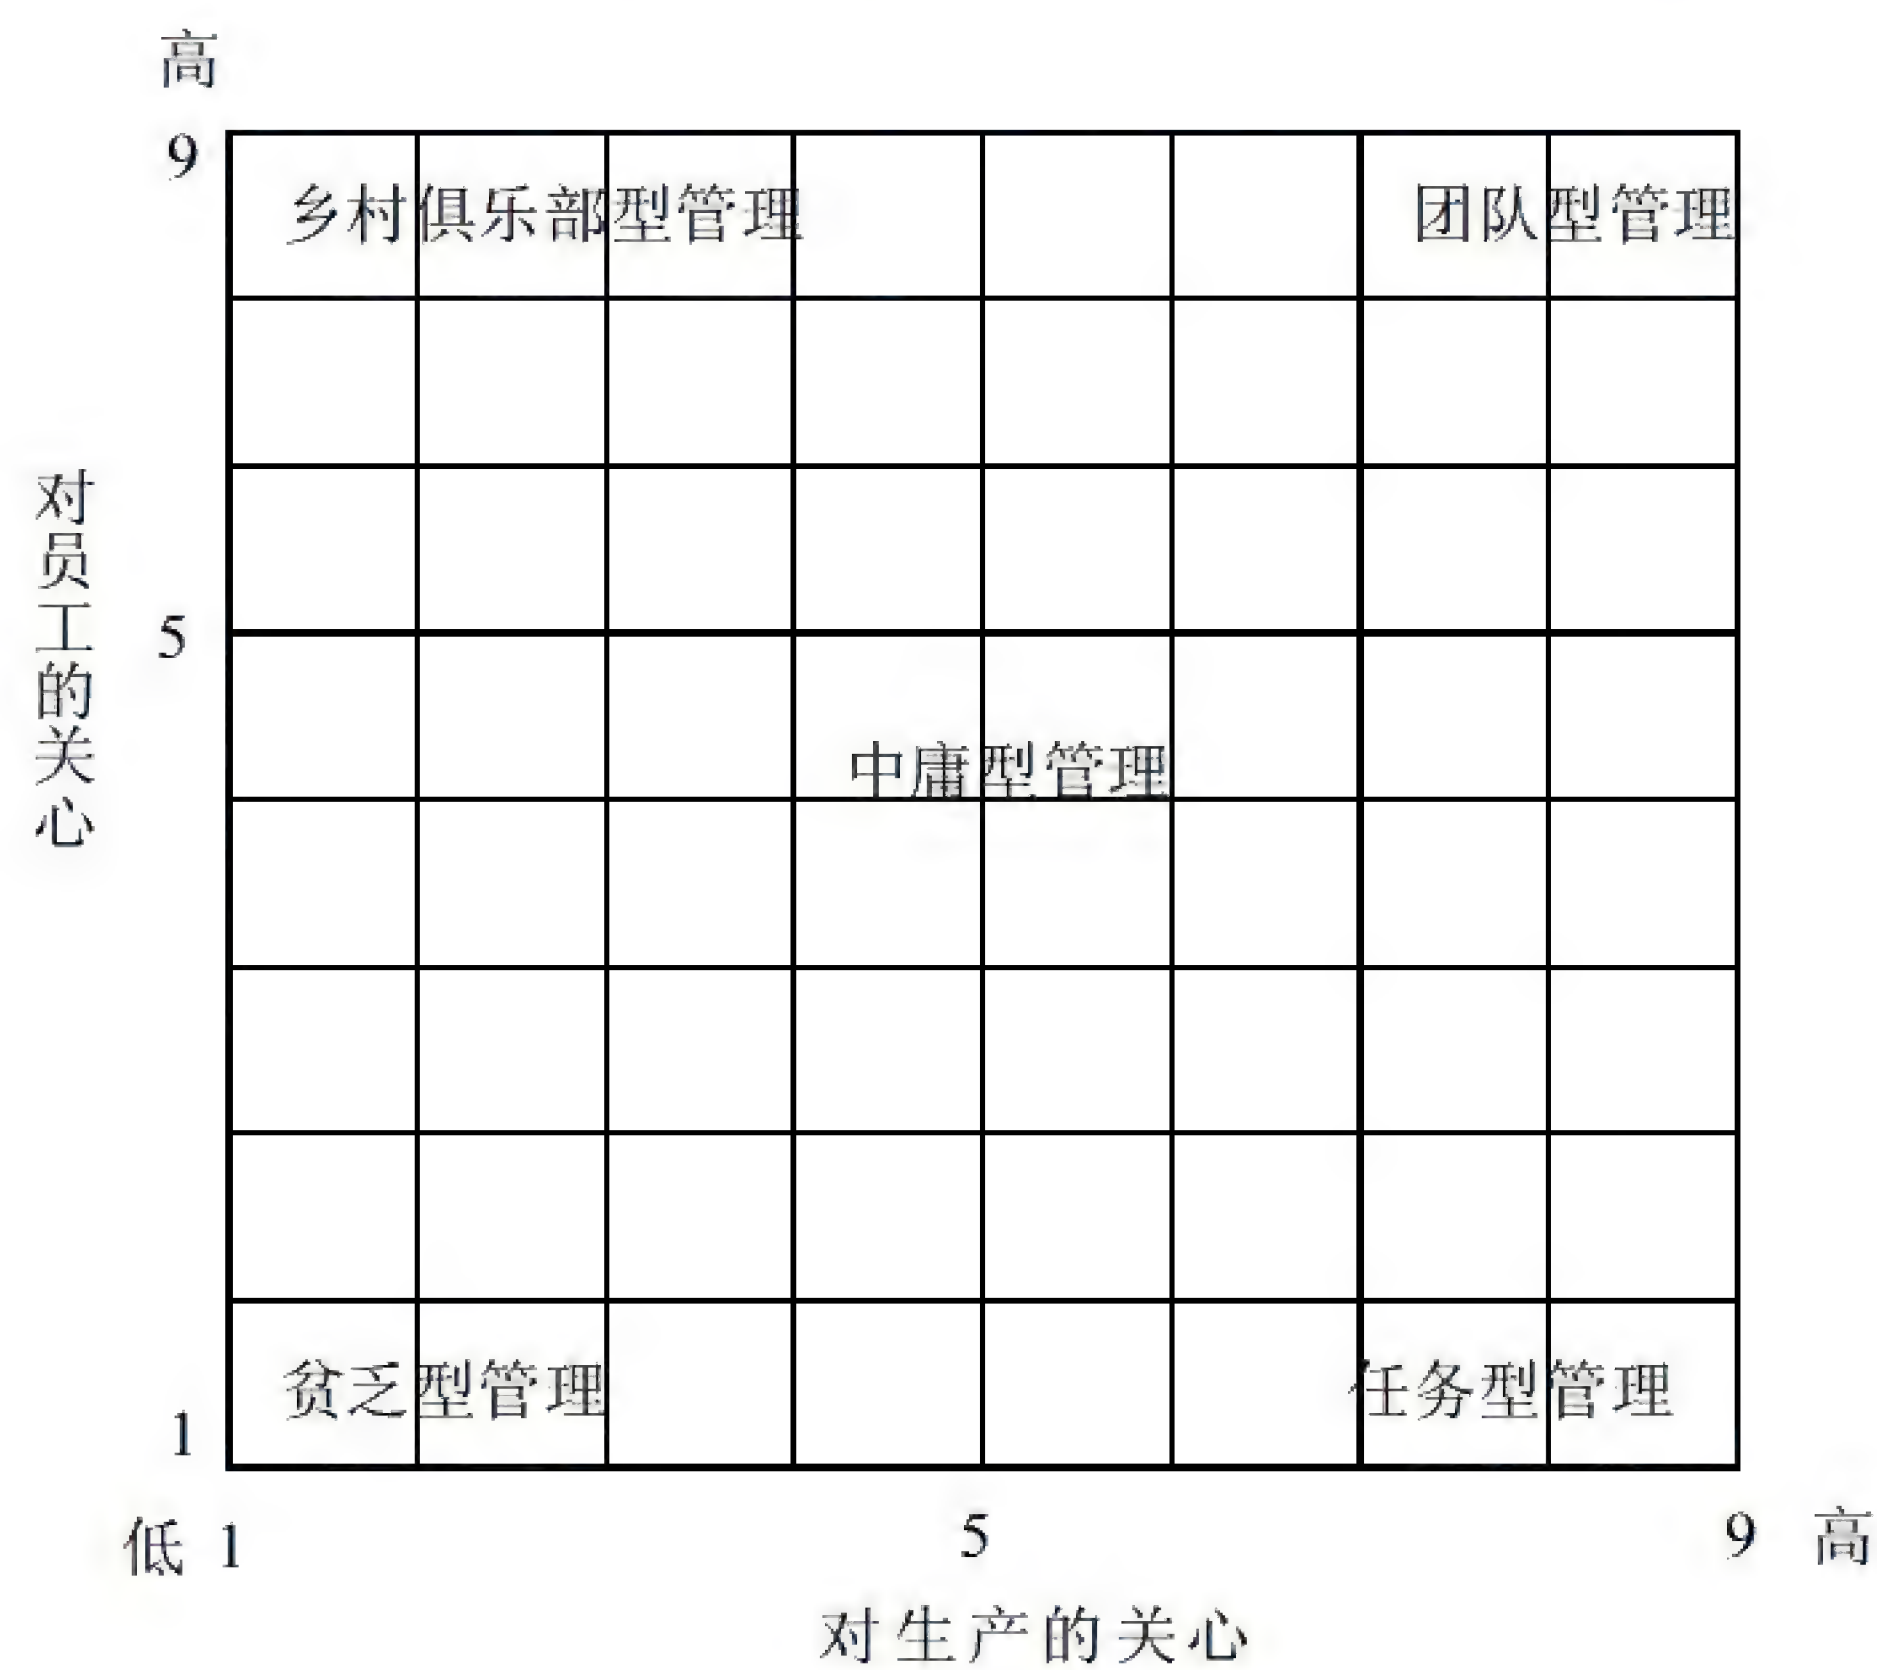 高
9
乡村俱乐部型管理
团队型管理
对员工的关心
5
中庸型管理
贫乏型管理
任务型管理
1
低 1
5
9 高
对生产的关心